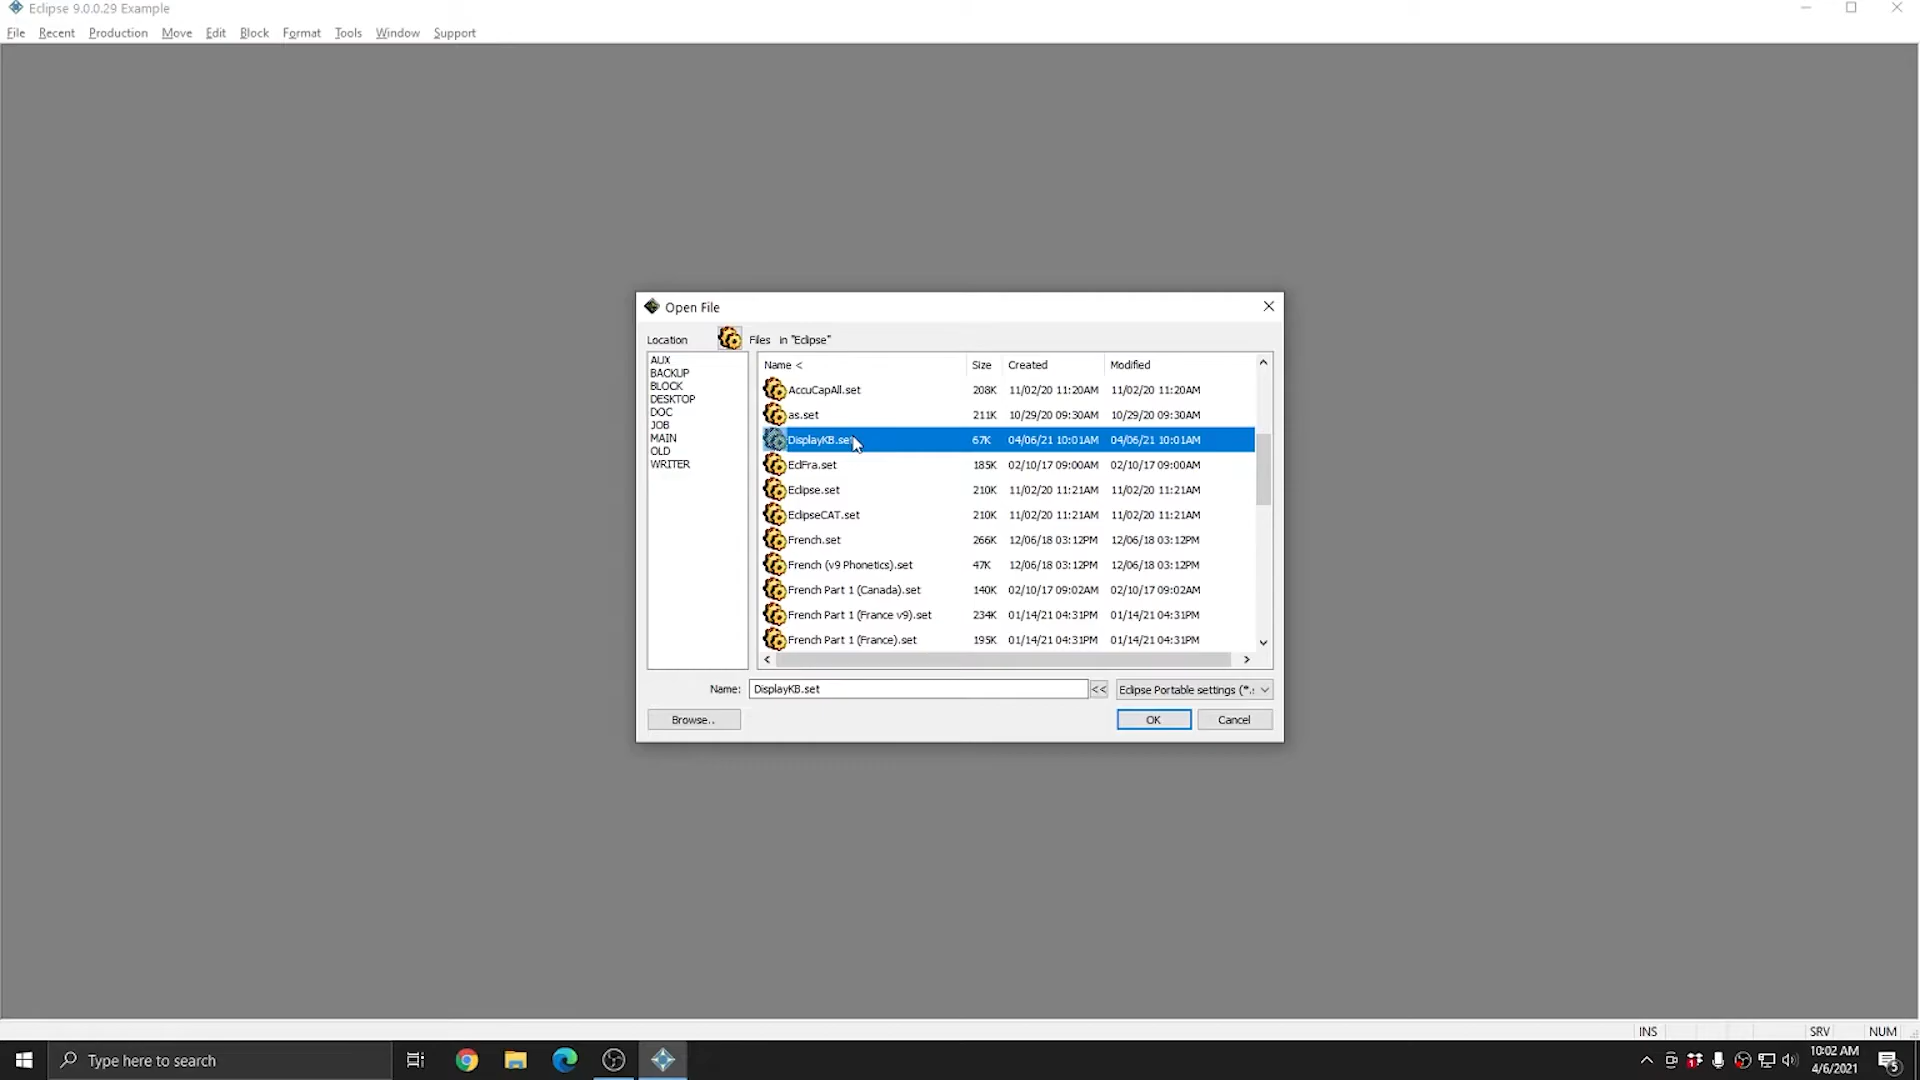 Eclipse 9.0.0.29 Example
File Recent Production Move Edit Block Format Tools Window Support
Open File
Location Files in "Eclipse"
AUX
BACKUP
BLOCK
DESKTOP
DOC
JOB
MAIN
OLD
WRITER
Name < Size Created Modified
AccuCapAll.set 208K 11/02/20 11:20AM 11/02/20 11:20AM
as.set 211K 10/29/20 09:30AM 10/29/20 09:30AM
DisplayKB.set 67K 04/06/21 10:01AM 04/06/21 10:01AM
EclFra.set 185K 02/10/17 09:00AM 02/10/17 09:00AM
Eclipse.set 210K 11/02/20 11:21AM 11/02/20 11:21AM
EclipseCAT.set 210K 11/02/20 11:21AM 11/02/20 11:21AM
French.set 266K 12/06/18 03:12PM 12/06/18 03:12PM
French (v9 Phonetics).set 47K 12/06/18 03:12PM 12/06/18 03:12PM
French Part 1 (Canada).set 140K 02/10/17 09:02AM 02/10/17 09:02AM
French Part 1 (France v9).set 234K 01/14/21 04:31PM 01/14/21 04:31PM
French Part 1 (France).set 195K 01/14/21 04:31PM 01/14/21 04:31PM
Name: DisplayKB.set << Eclipse Portable settings (*.:
Browse.. OK Cancel
INS SRV NUM
Type here to search
10:02 AM
4/6/2021
5